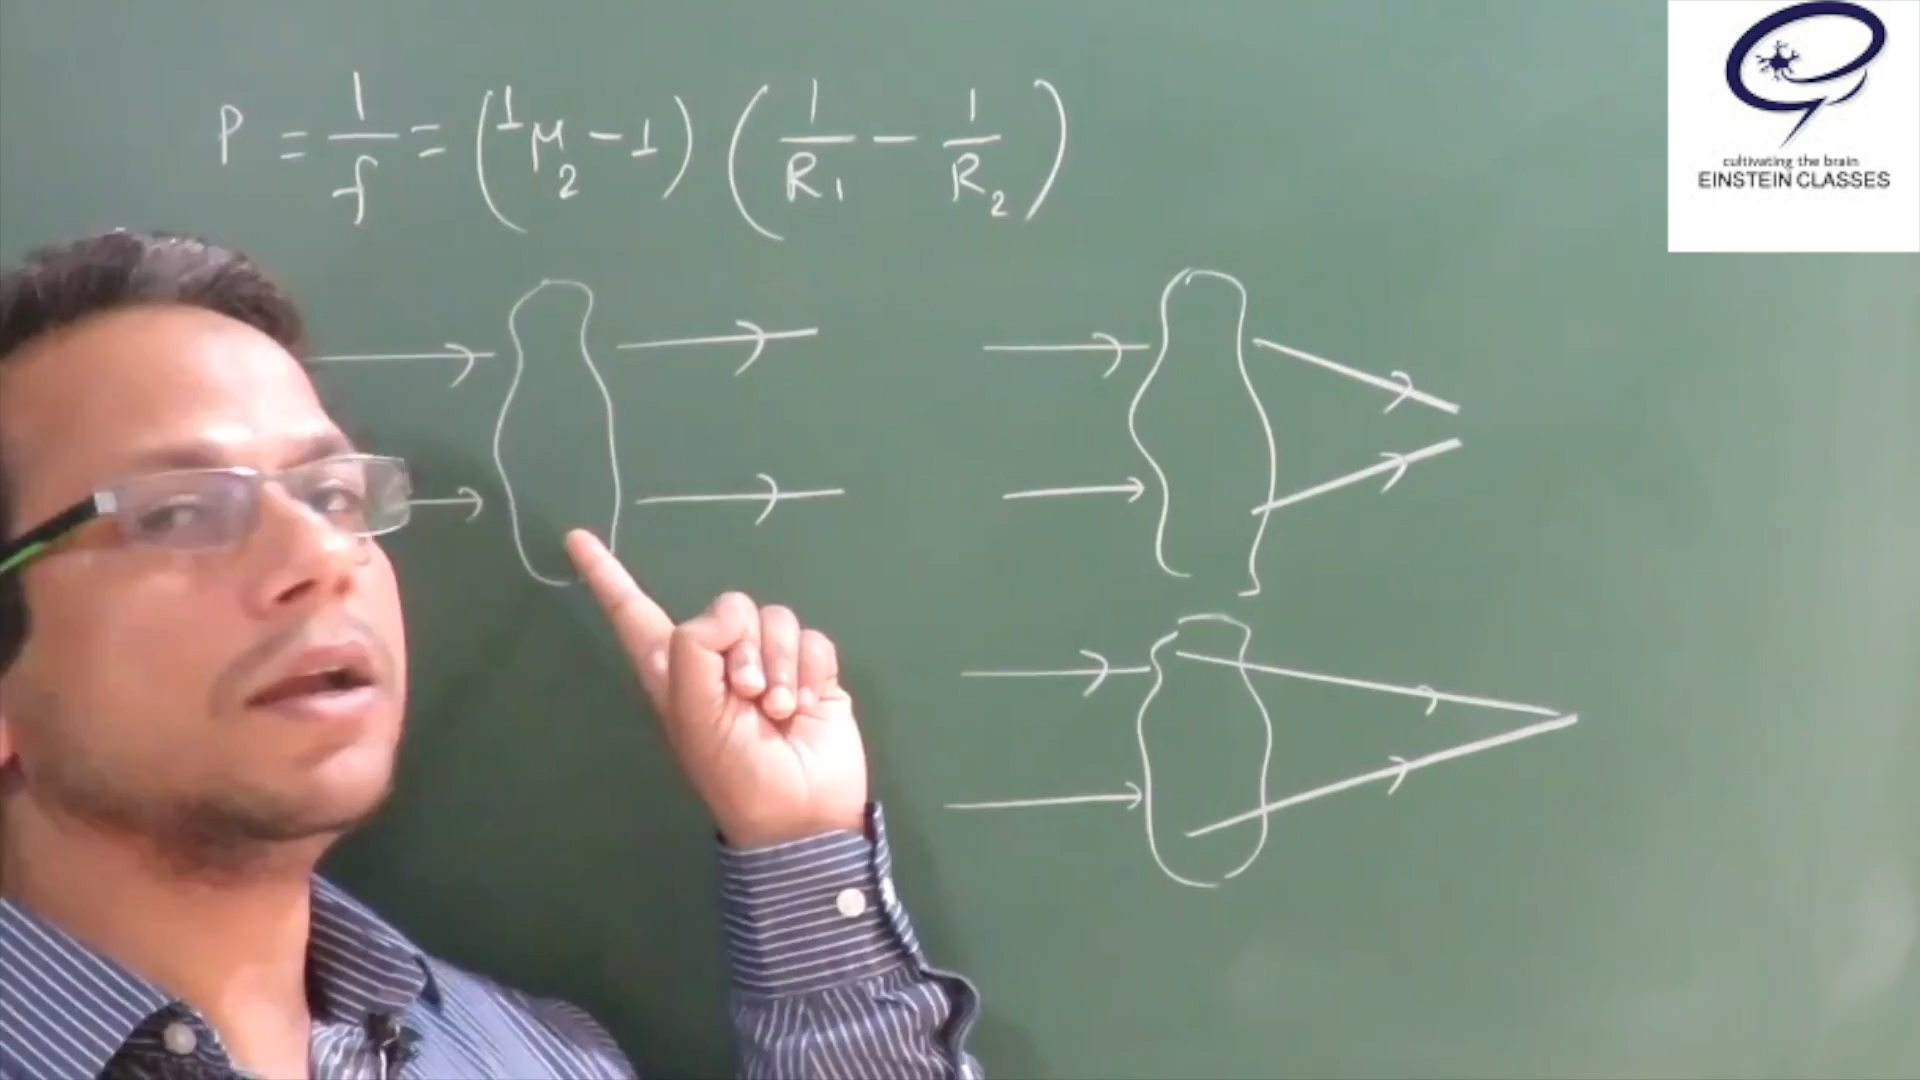 P = 1/f = (¹μ₂ - 1) (1/R₁ - 1/R₂)
cultivating the brain
EINSTEIN CLASSES